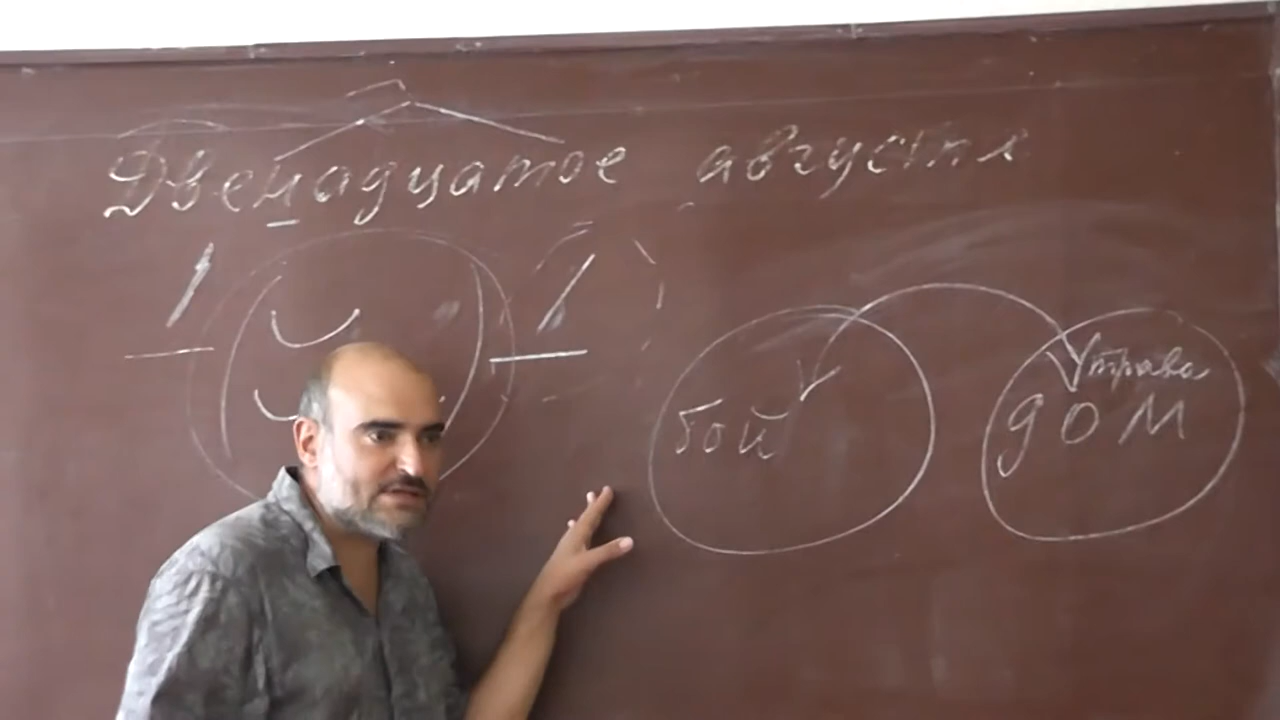 Двенадцатое августа
бой
трава
дом